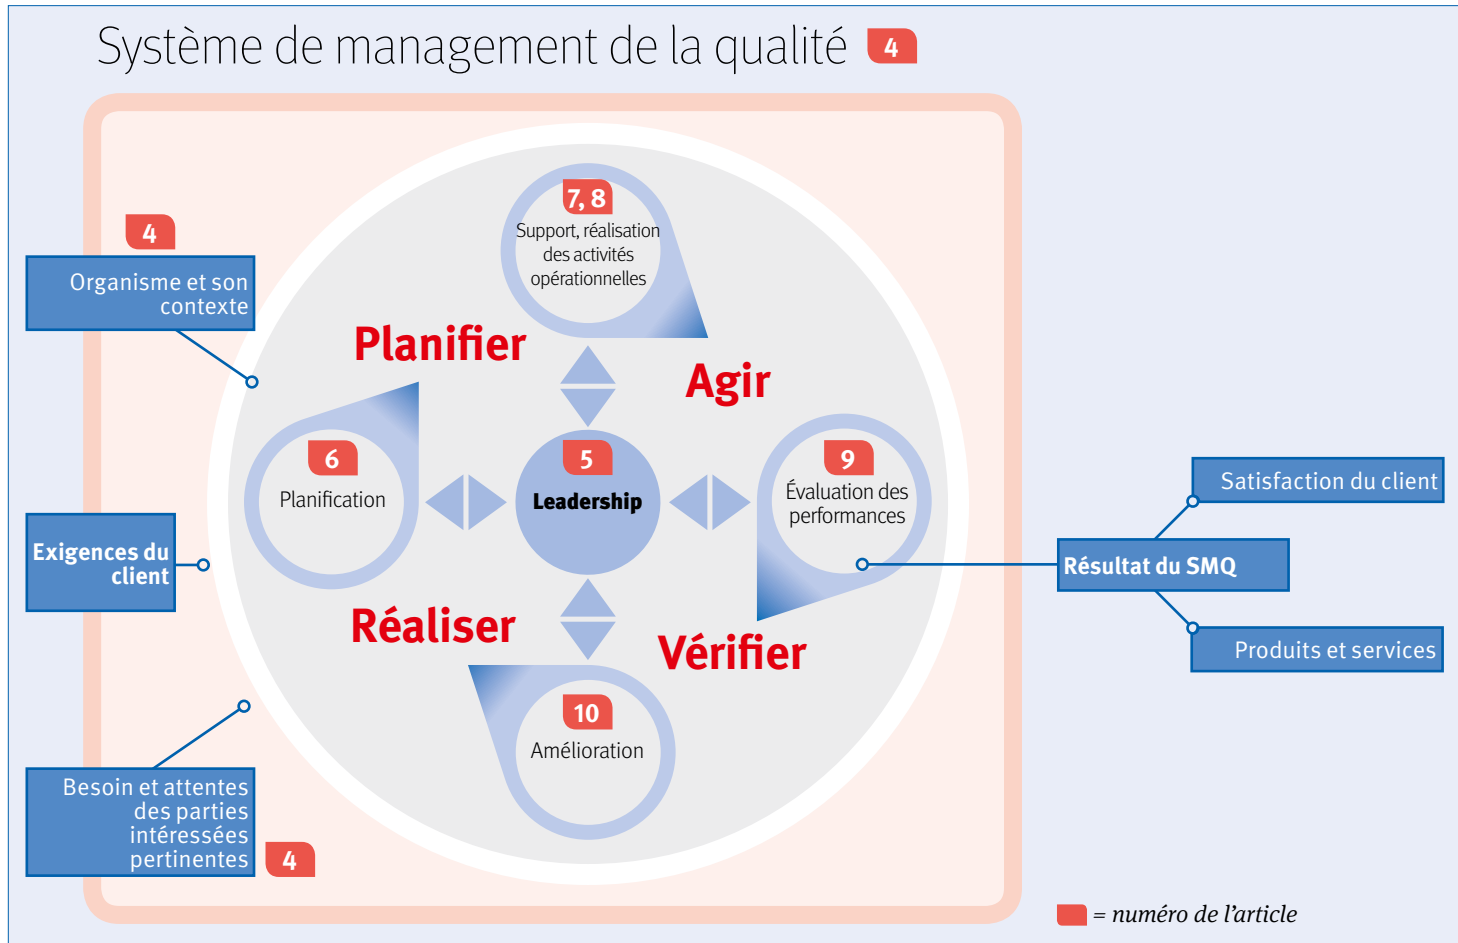 Système de management de la qualité 4
7, 8
Support, réalisation
des activités
opérationnelles
4
Organisme et son
contexte
Planifier
Agir
6
Planification
5
Leadership
9
Évaluation des
performances
Satisfaction du client
Exigences du
client
Résultat du SMQ
Réaliser
Vérifier
Produits et services
10
Amélioration
Besoin et attentes
des parties
intéressées
pertinentes
4
= numéro de l’article